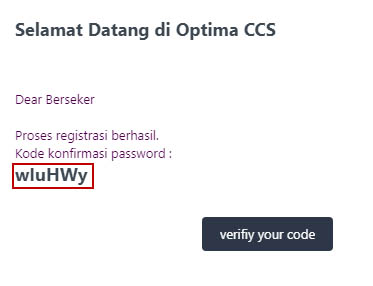 Selamat Datang di Optima CCS
Dear Berseker
Proses registrasi berhasil.
Kode konfirmasi password :
wluHWy
verifiy your code